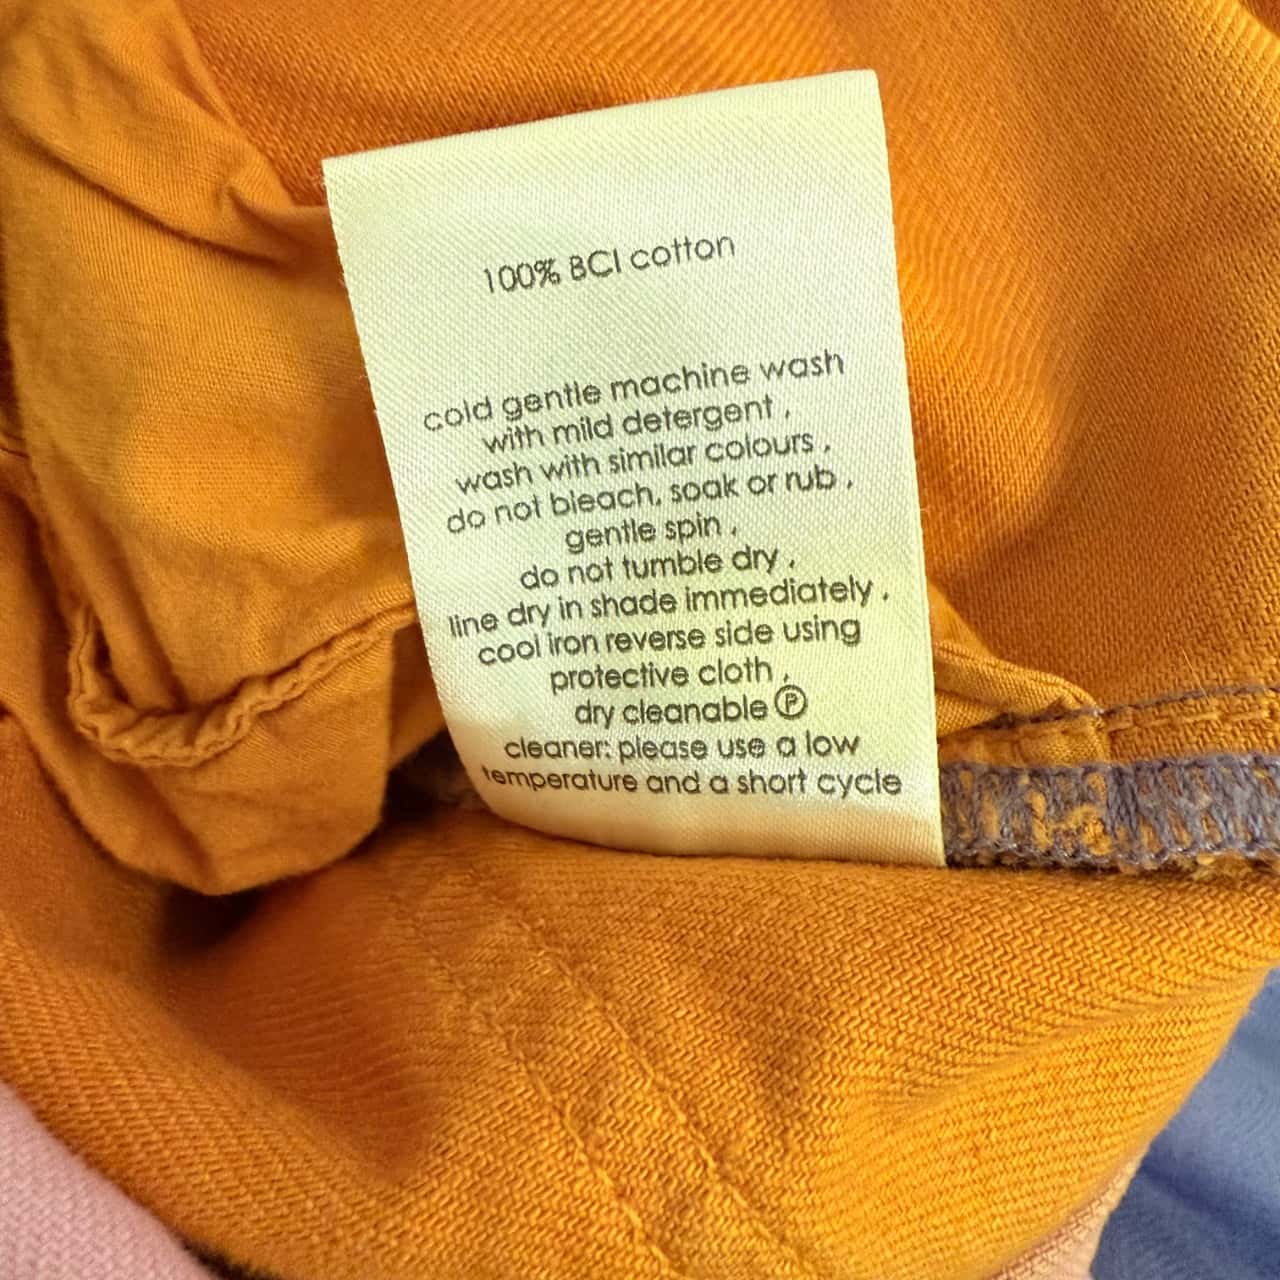 100% BCI cotton
cold gentle machine wash
with mild detergent ,
wash with similar colours ,
do not bleach, soak or rub ,
gentle spin ,
do not tumble dry ,
line dry in shade immediately ,
cool iron reverse side using
protective cloth ,
dry cleanable Ⓟ
cleaner: please use a low
temperature and a short cycle